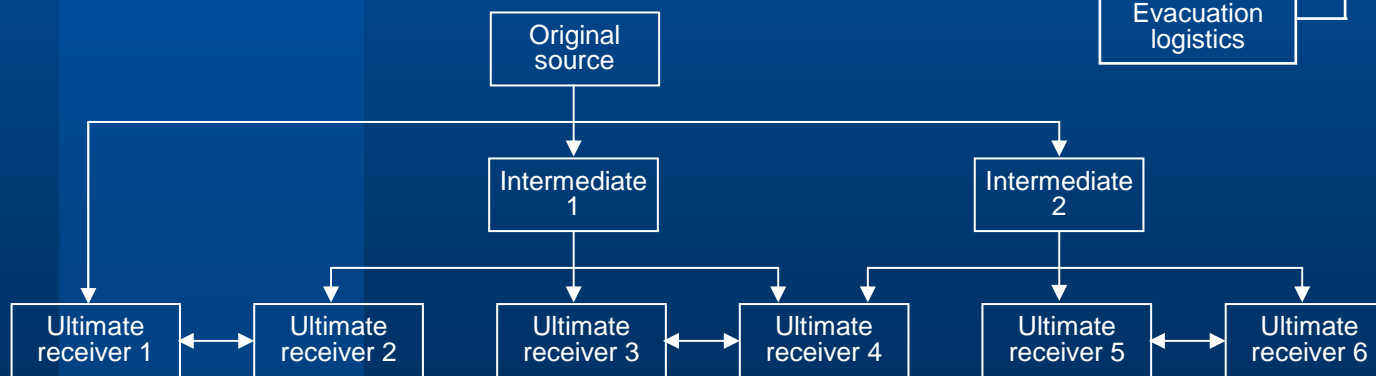 Evacuation
logistics
Original
source
Intermediate
1
Intermediate
2
Ultimate
receiver 1
Ultimate
receiver 2
Ultimate
receiver 3
Ultimate
receiver 4
Ultimate
receiver 5
Ultimate
receiver 6